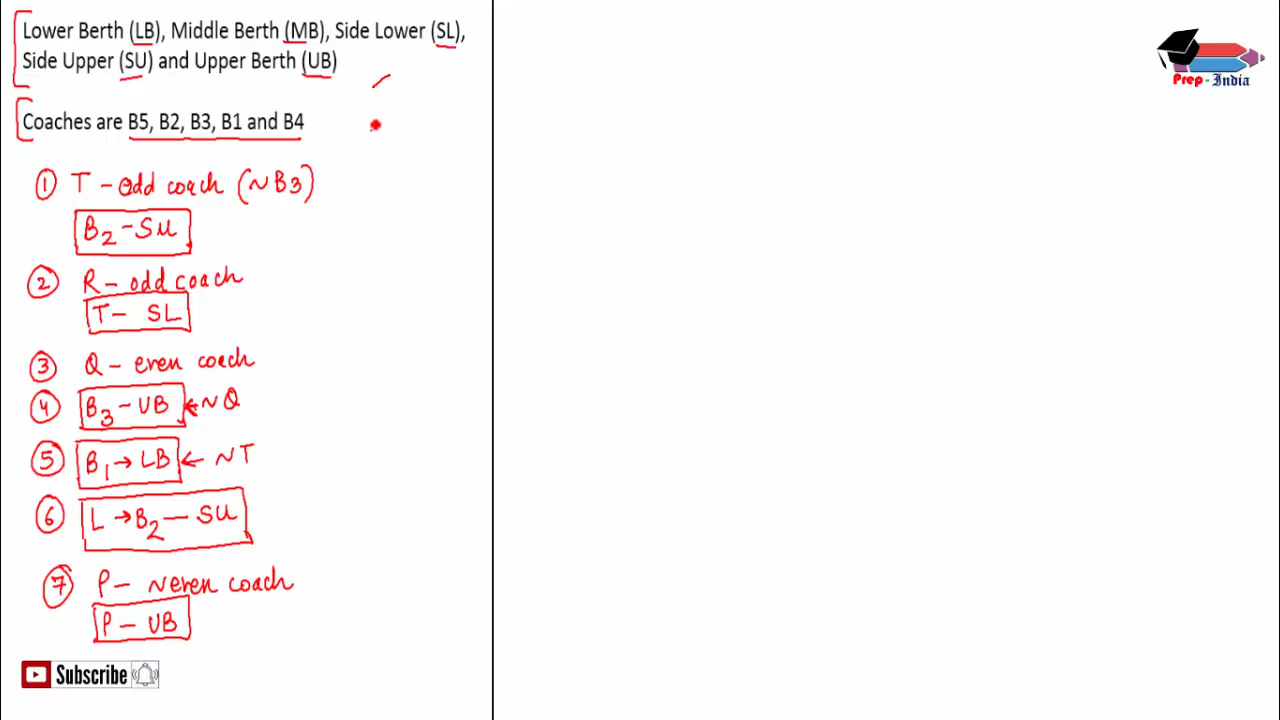 Lower Berth (LB), Middle Berth (MB), Side Lower (SL),
Side Upper (SU) and Upper Berth (UB)
Coaches are B5, B2, B3, B1 and B4
① T - odd coach (~B3)
B2 - SU
② R - odd coach
T - SL
③ Q - even coach
④ B3 - UB ← ~Q
⑤ B1 → LB ← ~T
⑥ L → B2 — SU
⑦ P - ~even coach
P - UB
Subscribe
Prep-India